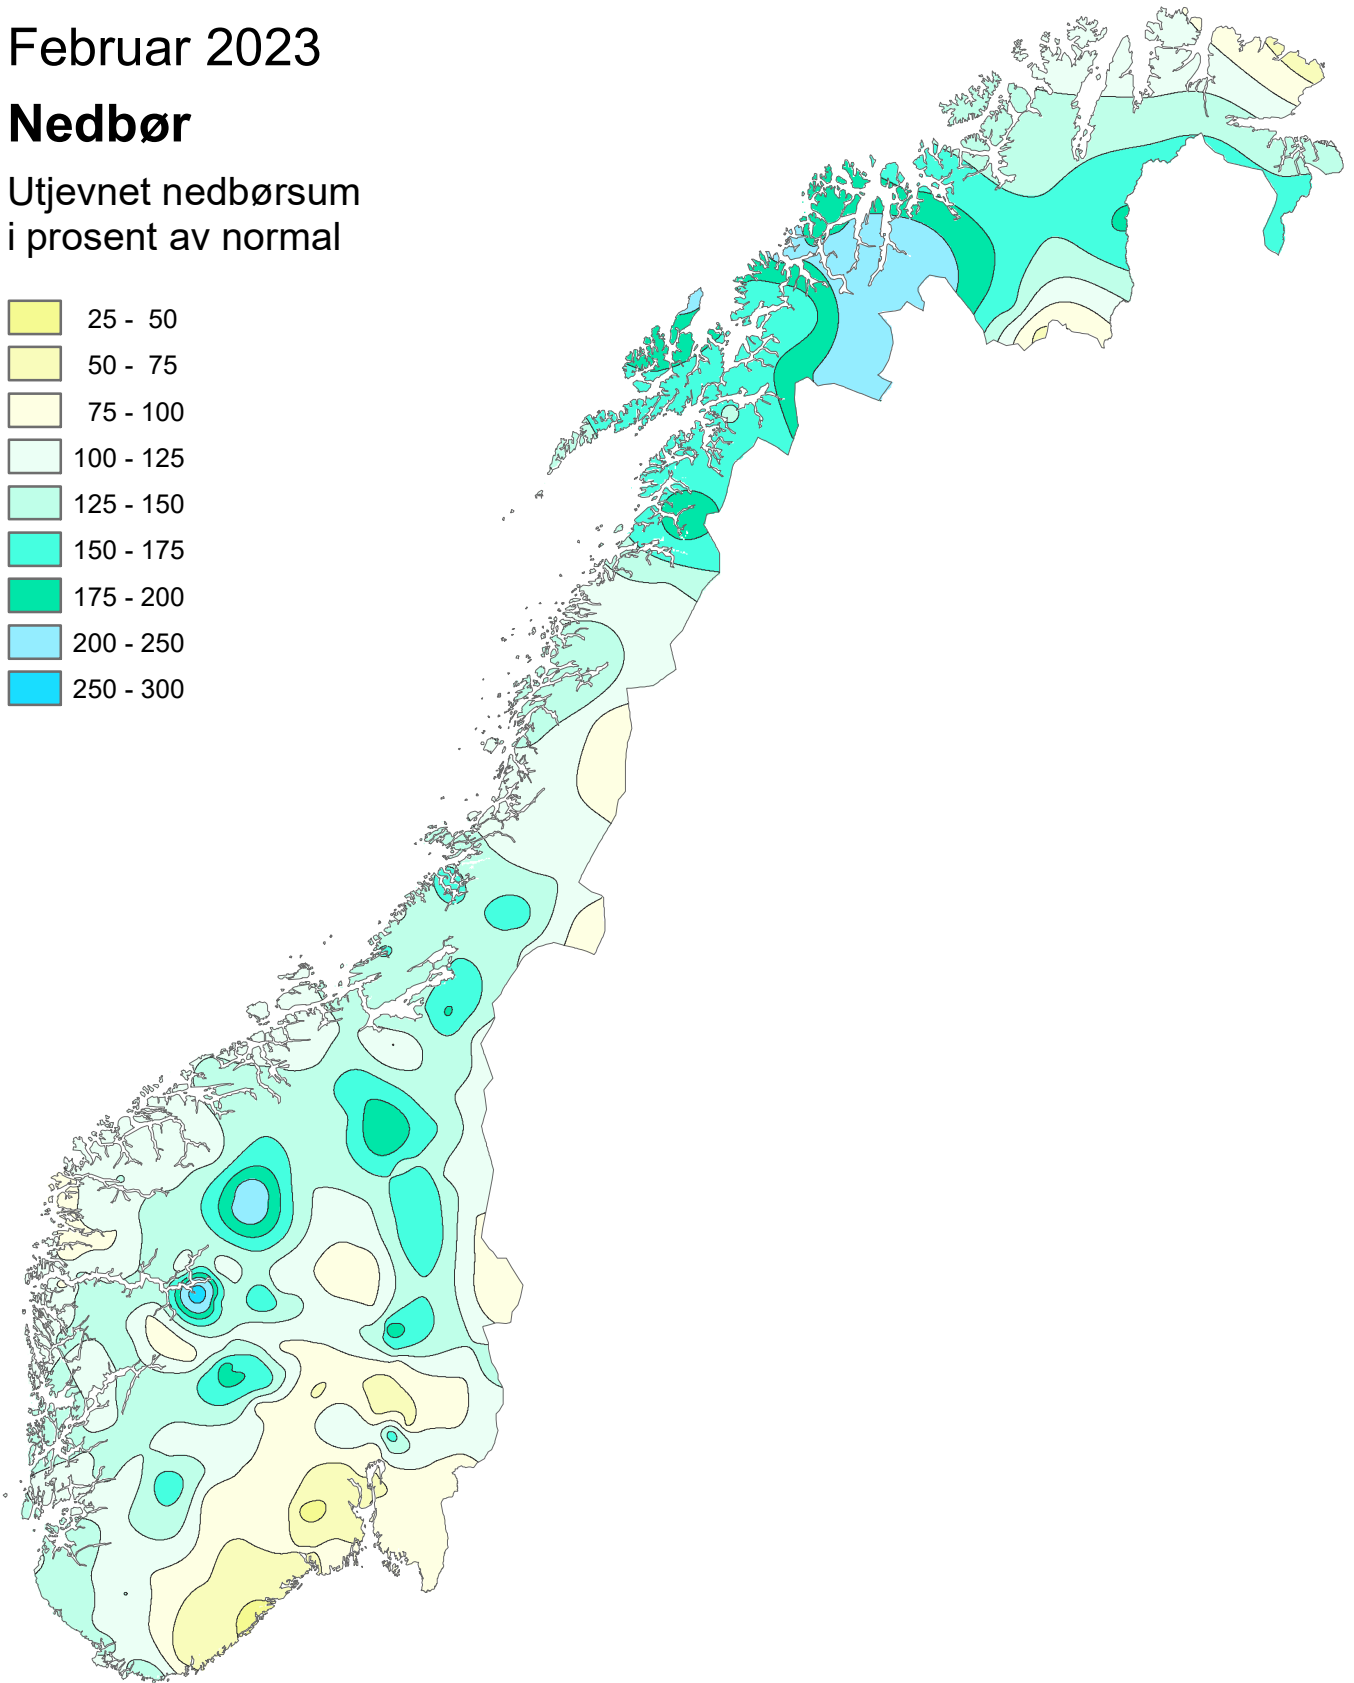 Februar 2023
Nedbør
Utjevnet nedbørsum
i prosent av normal
25 - 50
50 - 75
75 - 100
100 - 125
125 - 150
150 - 175
175 - 200
200 - 250
250 - 300